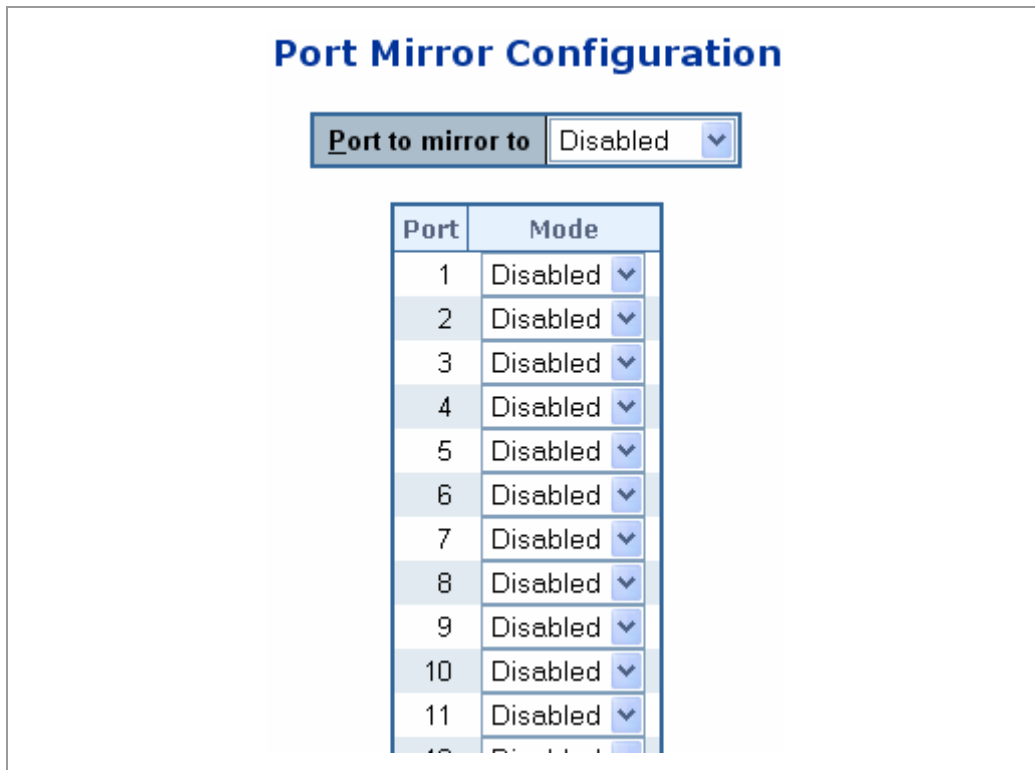 Port Mirror Configuration
Port to mirror to Disabled
Port Mode
1 Disabled
2 Disabled
3 Disabled
4 Disabled
5 Disabled
6 Disabled
7 Disabled
8 Disabled
9 Disabled
10 Disabled
11 Disabled